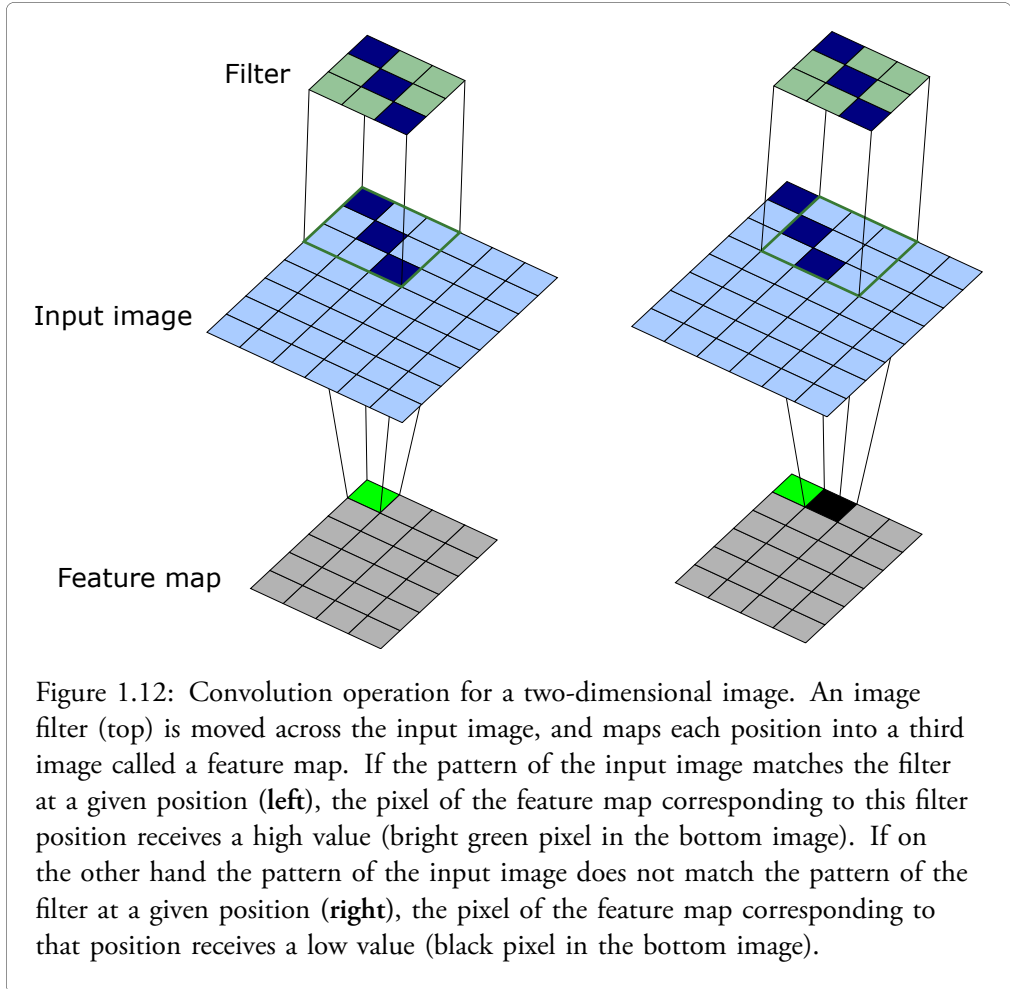 Filter
Input image
Feature map
Figure 1.12: Convolution operation for a two-dimensional image. An image
filter (top) is moved across the input image, and maps each position into a third
image called a feature map. If the pattern of the input image matches the filter
at a given position (left), the pixel of the feature map corresponding to this filter
position receives a high value (bright green pixel in the bottom image). If on
the other hand the pattern of the input image does not match the pattern of the
filter at a given position (right), the pixel of the feature map corresponding to
that position receives a low value (black pixel in the bottom image).